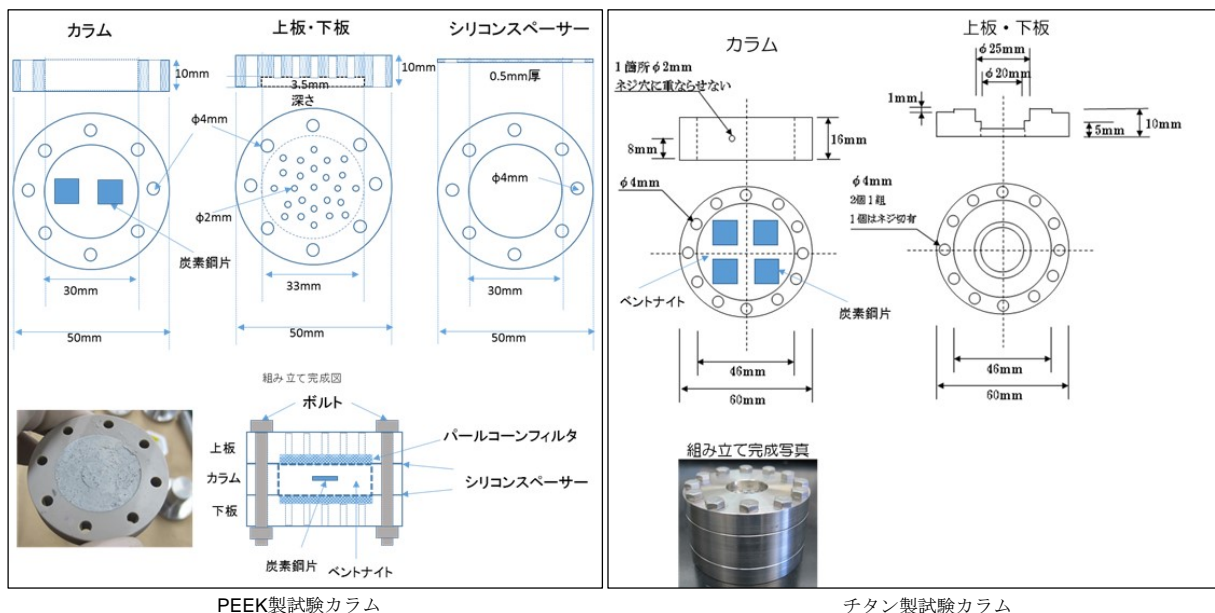 カラム
上板・下板
シリコンスペーサー
10mm
3.5mm
深さ
10mm
0.5mm厚
φ4mm
φ2mm
φ4mm
炭素鋼片
30mm
33mm
30mm
50mm
50mm
50mm
組み立て完成図
ボルト
上板
カラム
下板
パールコーンフィルタ
シリコンスペーサー
炭素鋼片
ベントナイト
PEEK製試験カラム
カラム
上板・下板
1箇所φ2mm
ネジ穴に重ならせない
φ25mm
φ20mm
1mm
8mm
16mm
5mm
10mm
φ4mm
φ4mm
2個1組
1個はネジ切有
ベントナイト
炭素鋼片
46mm
60mm
46mm
60mm
組み立て完成写真
チタン製試験カラム